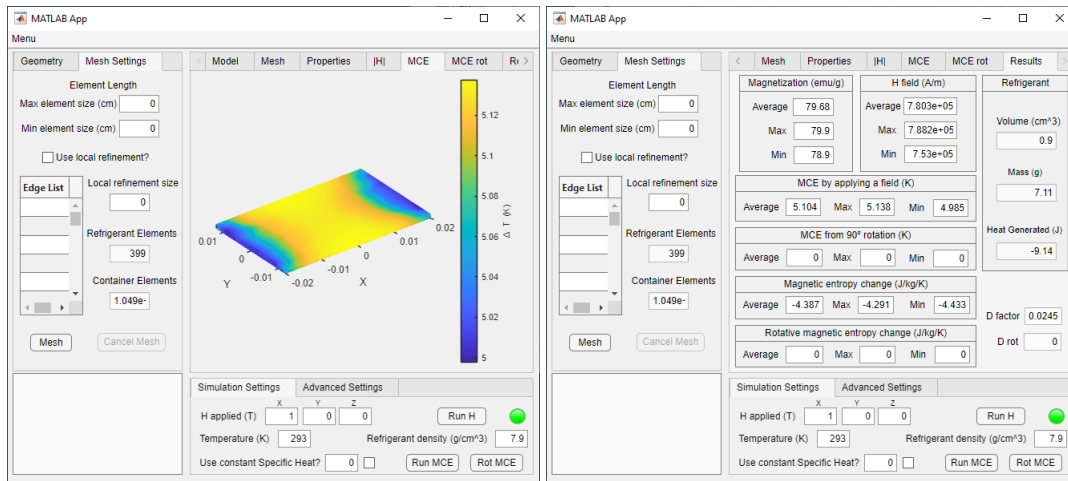 MATLAB App
Menu
Geometry Mesh Settings
Element Length
Max element size (cm) 0
Min element size (cm) 0
Use local refinement?
Edge List
Local refinement size
0
Refrigerant Elements
399
Container Elements
1.049e-
Mesh Cancel Mesh
Model Mesh Properties |H| MCE MCE rot
0.01
0
-0.01
Y
-0.02
-0.01
0
0.01
0.02
X
5.12
5.1
5.08
5.06
5.04
5.02
5
Δ T (K)
Simulation Settings Advanced Settings
X Y Z
H applied (T) 1 0 0 Run H
Temperature (K) 293 Refrigerant density (g/cm^3) 7.9
Use constant Specific Heat? 0 Run MCE Rot MCE
MATLAB App
Menu
Geometry Mesh Settings
Element Length
Max element size (cm) 0
Min element size (cm) 0
Use local refinement?
Edge List
Local refinement size
0
Refrigerant Elements
399
Container Elements
1.049e-
Mesh Cancel Mesh
Mesh Properties |H| MCE MCE rot Results
Magnetization (emu/g)
Average 79.68
Max 79.9
Min 78.9
H field (A/m)
Average 7.803e+05
Max 7.882e+05
Min 7.53e+05
Refrigerant
Volume (cm^3)
0.9
Mass (g)
7.11
Heat Generated (J)
-9.14
MCE by applying a field (K)
Average 5.104 Max 5.138 Min 4.985
MCE from 90° rotation (K)
Average 0 Max 0 Min 0
Magnetic entropy change (J/kg/K)
Average -4.387 Max -4.291 Min -4.433
Rotative magnetic entropy change (J/kg/K)
Average 0 Max 0 Min 0
D factor 0.0245
D rot 0
Simulation Settings Advanced Settings
X Y Z
H applied (T) 1 0 0 Run H
Temperature (K) 293 Refrigerant density (g/cm^3) 7.9
Use constant Specific Heat? 0 Run MCE Rot MCE